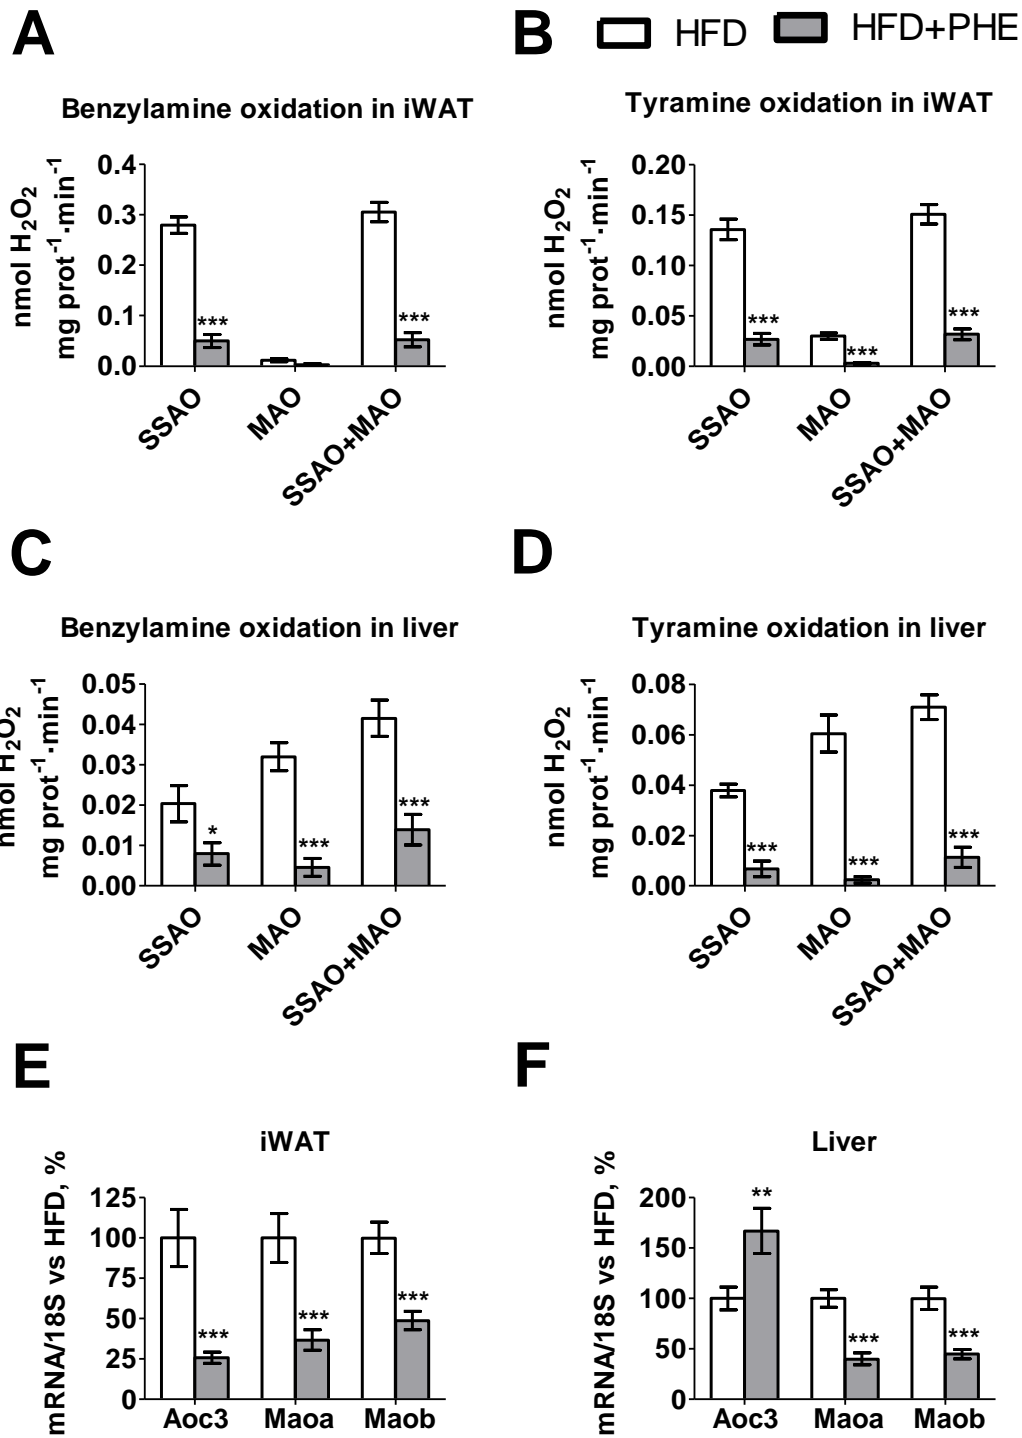 A
B
HFD
HFD+PHE
Benzylamine oxidation in iWAT
nmol H₂O₂
mg prot⁻¹·min⁻¹
0.4
0.3
0.2
0.1
0.0
***
***
SSAO
MAO
SSAO+MAO
Tyramine oxidation in iWAT
nmol H₂O₂
mg prot⁻¹·min⁻¹
0.20
0.15
0.10
0.05
0.00
***
***
***
SSAO
MAO
SSAO+MAO
C
D
Benzylamine oxidation in liver
nmol H₂O₂
mg prot⁻¹·min⁻¹
0.05
0.04
0.03
0.02
0.01
0.00
*
***
***
SSAO
MAO
SSAO+MAO
Tyramine oxidation in liver
nmol H₂O₂
mg prot⁻¹·min⁻¹
0.08
0.06
0.04
0.02
0.00
***
***
***
SSAO
MAO
SSAO+MAO
E
F
iWAT
mRNA/18S vs HFD, %
125
100
75
50
25
0
***
***
***
Aoc3
Maoa
Maob
Liver
mRNA/18S vs HFD, %
200
150
100
50
0
**
***
***
Aoc3
Maoa
Maob